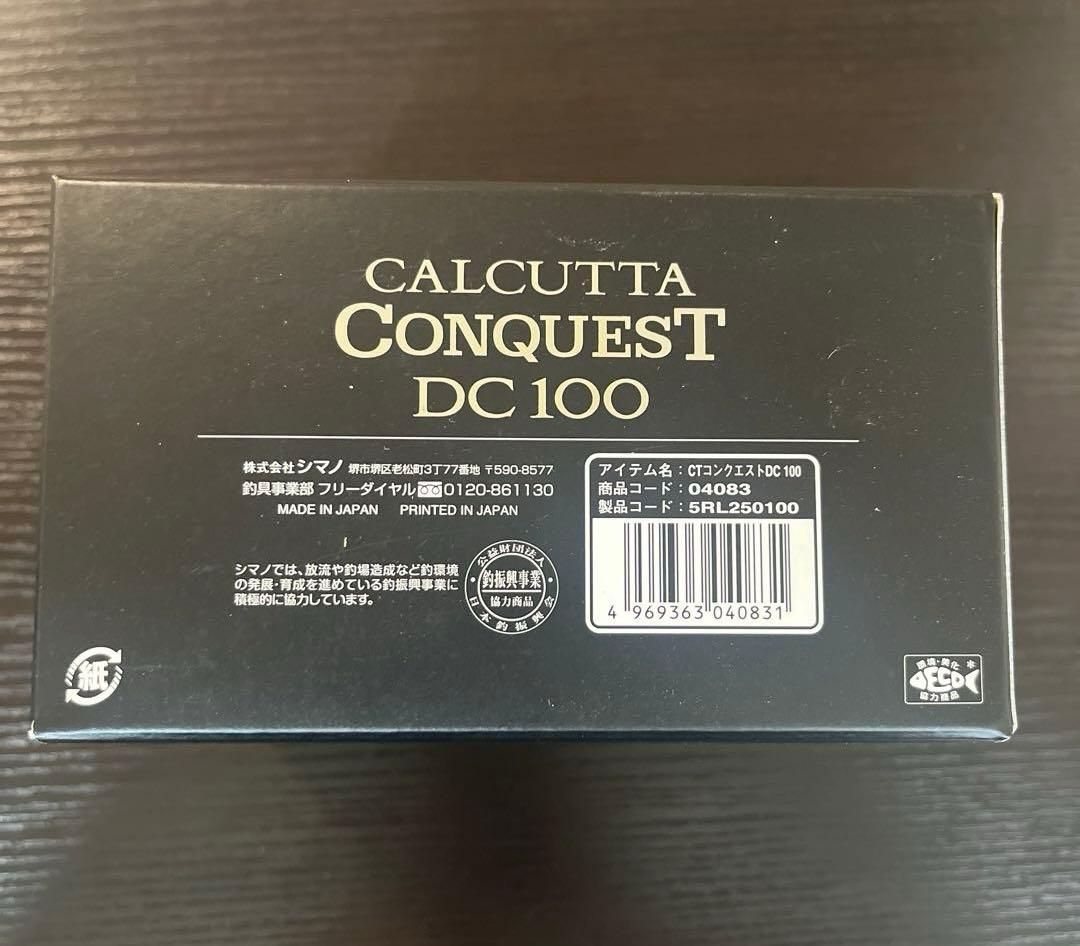 CALCUTTA
CONQUEST
DC 100
株式会社シマノ 堺市堺区老松町3丁77番地 〒590-8577
釣具事業部 フリーダイヤル 0120-861130
MADE IN JAPAN PRINTED IN JAPAN
シマノでは、放流や釣場造成など釣環境
の発展・育成を進めている釣振興事業に
積極的に協力しています。
公益財団法人
釣振興事業
協力商品
日本釣振興会
アイテム名：CTコンクエストDC 100
商品コード：04083
製品コード：5RL250100
4 969363 040831
紙
環境・美化
ECO
協力商品